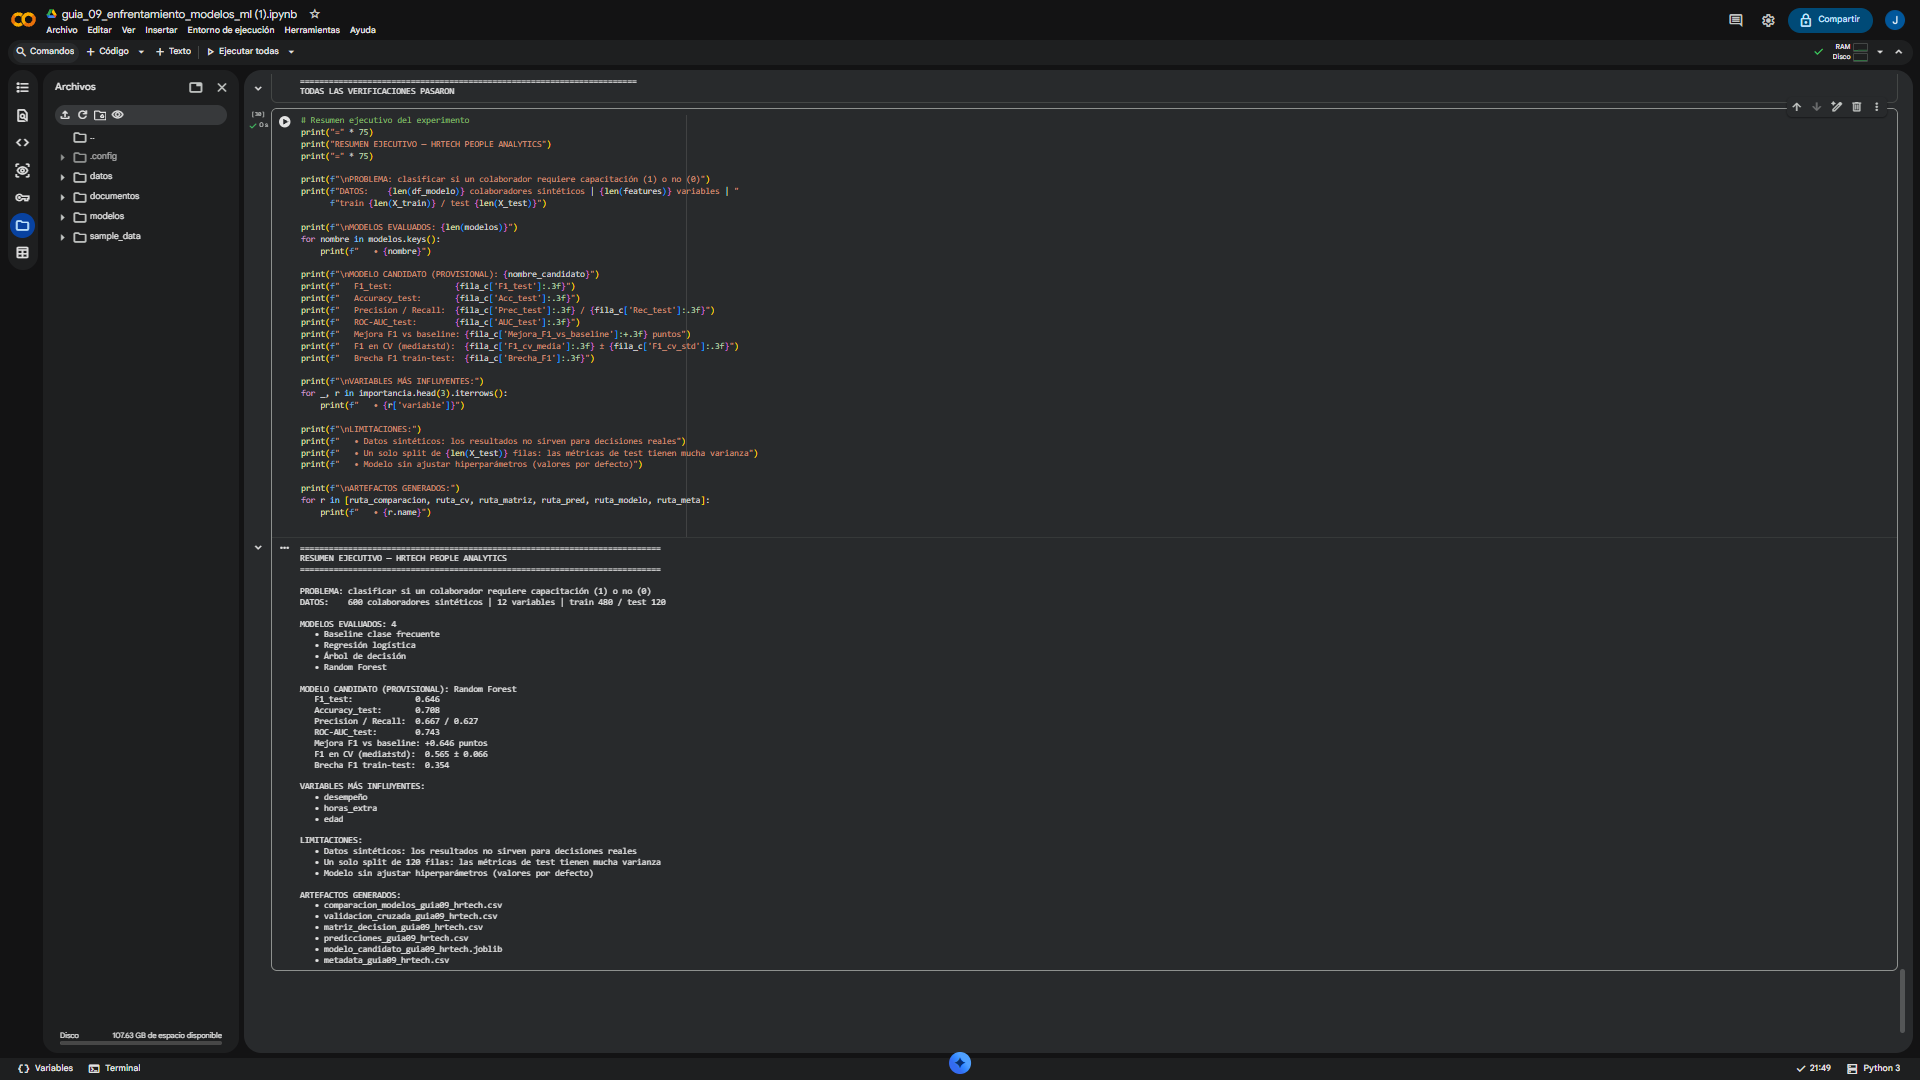 guia_09_enfrentamiento_modelos_ml (1).ipynb
Archivo Editar Ver Insertar Entorno de ejecución Herramientas Ayuda
Compartir
J
Comandos + Código + Texto Ejecutar todas
RAM
Disco
Archivos
..
.config
datos
documentos
modelos
sample_data
Disco 107.63 GB de espacio disponible
======================================================================
TODAS LAS VERIFICACIONES PASARON
[30]
0 s
# Resumen ejecutivo del experimento
print("=" * 75)
print("RESUMEN EJECUTIVO — HRTECH PEOPLE ANALYTICS")
print("=" * 75)
print(f"\nPROBLEMA: clasificar si un colaborador requiere capacitación (1) o no (0)")
print(f"DATOS:    {len(df_modelo)} colaboradores sintéticos | {len(features)} variables | "
      f"train {len(X_train)} / test {len(X_test)}")
print(f"\nMODELOS EVALUADOS: {len(modelos)}")
for nombre in modelos.keys():
    print(f"   • {nombre}")
print(f"\nMODELO CANDIDATO (PROVISIONAL): {nombre_candidato}")
print(f"   F1_test:             {fila_c['F1_test']:.3f}")
print(f"   Accuracy_test:       {fila_c['Acc_test']:.3f}")
print(f"   Precision / Recall:  {fila_c['Prec_test']:.3f} / {fila_c['Rec_test']:.3f}")
print(f"   ROC-AUC_test:        {fila_c['AUC_test']:.3f}")
print(f"   Mejora F1 vs baseline: {fila_c['Mejora_F1_vs_baseline']:+.3f} puntos")
print(f"   F1 en CV (media±std):  {fila_c['F1_cv_media']:.3f} ± {fila_c['F1_cv_std']:.3f}")
print(f"   Brecha F1 train-test:  {fila_c['Brecha_F1']:.3f}")
print(f"\nVARIABLES MÁS INFLUYENTES:")
for _, r in importancia.head(3).iterrows():
    print(f"   • {r['variable']}")
print(f"\nLIMITACIONES:")
print(f"   • Datos sintéticos: los resultados no sirven para decisiones reales")
print(f"   • Un solo split de {len(X_test)} filas: las métricas de test tienen mucha varianza")
print(f"   • Modelo sin ajustar hiperparámetros (valores por defecto)")
print(f"\nARTEFACTOS GENERADOS:")
for r in [ruta_comparacion, ruta_cv, ruta_matriz, ruta_pred, ruta_modelo, ruta_meta]:
    print(f"   • {r.name}")
===========================================================================
RESUMEN EJECUTIVO — HRTECH PEOPLE ANALYTICS
===========================================================================
PROBLEMA: clasificar si un colaborador requiere capacitación (1) o no (0)
DATOS:    600 colaboradores sintéticos | 12 variables | train 480 / test 120
MODELOS EVALUADOS: 4
   • Baseline clase frecuente
   • Regresión logística
   • Árbol de decisión
   • Random Forest
MODELO CANDIDATO (PROVISIONAL): Random Forest
   F1_test:             0.646
   Accuracy_test:       0.708
   Precision / Recall:  0.667 / 0.627
   ROC-AUC_test:        0.743
   Mejora F1 vs baseline: +0.646 puntos
   F1 en CV (media±std):  0.565 ± 0.066
   Brecha F1 train-test:  0.354
VARIABLES MÁS INFLUYENTES:
   • desempeño
   • horas_extra
   • edad
LIMITACIONES:
   • Datos sintéticos: los resultados no sirven para decisiones reales
   • Un solo split de 120 filas: las métricas de test tienen mucha varianza
   • Modelo sin ajustar hiperparámetros (valores por defecto)
ARTEFACTOS GENERADOS:
   • comparacion_modelos_guia09_hrtech.csv
   • validacion_cruzada_guia09_hrtech.csv
   • matriz_decision_guia09_hrtech.csv
   • predicciones_guia09_hrtech.csv
   • modelo_candidato_guia09_hrtech.joblib
   • metadata_guia09_hrtech.csv
Variables Terminal
21:49 Python 3